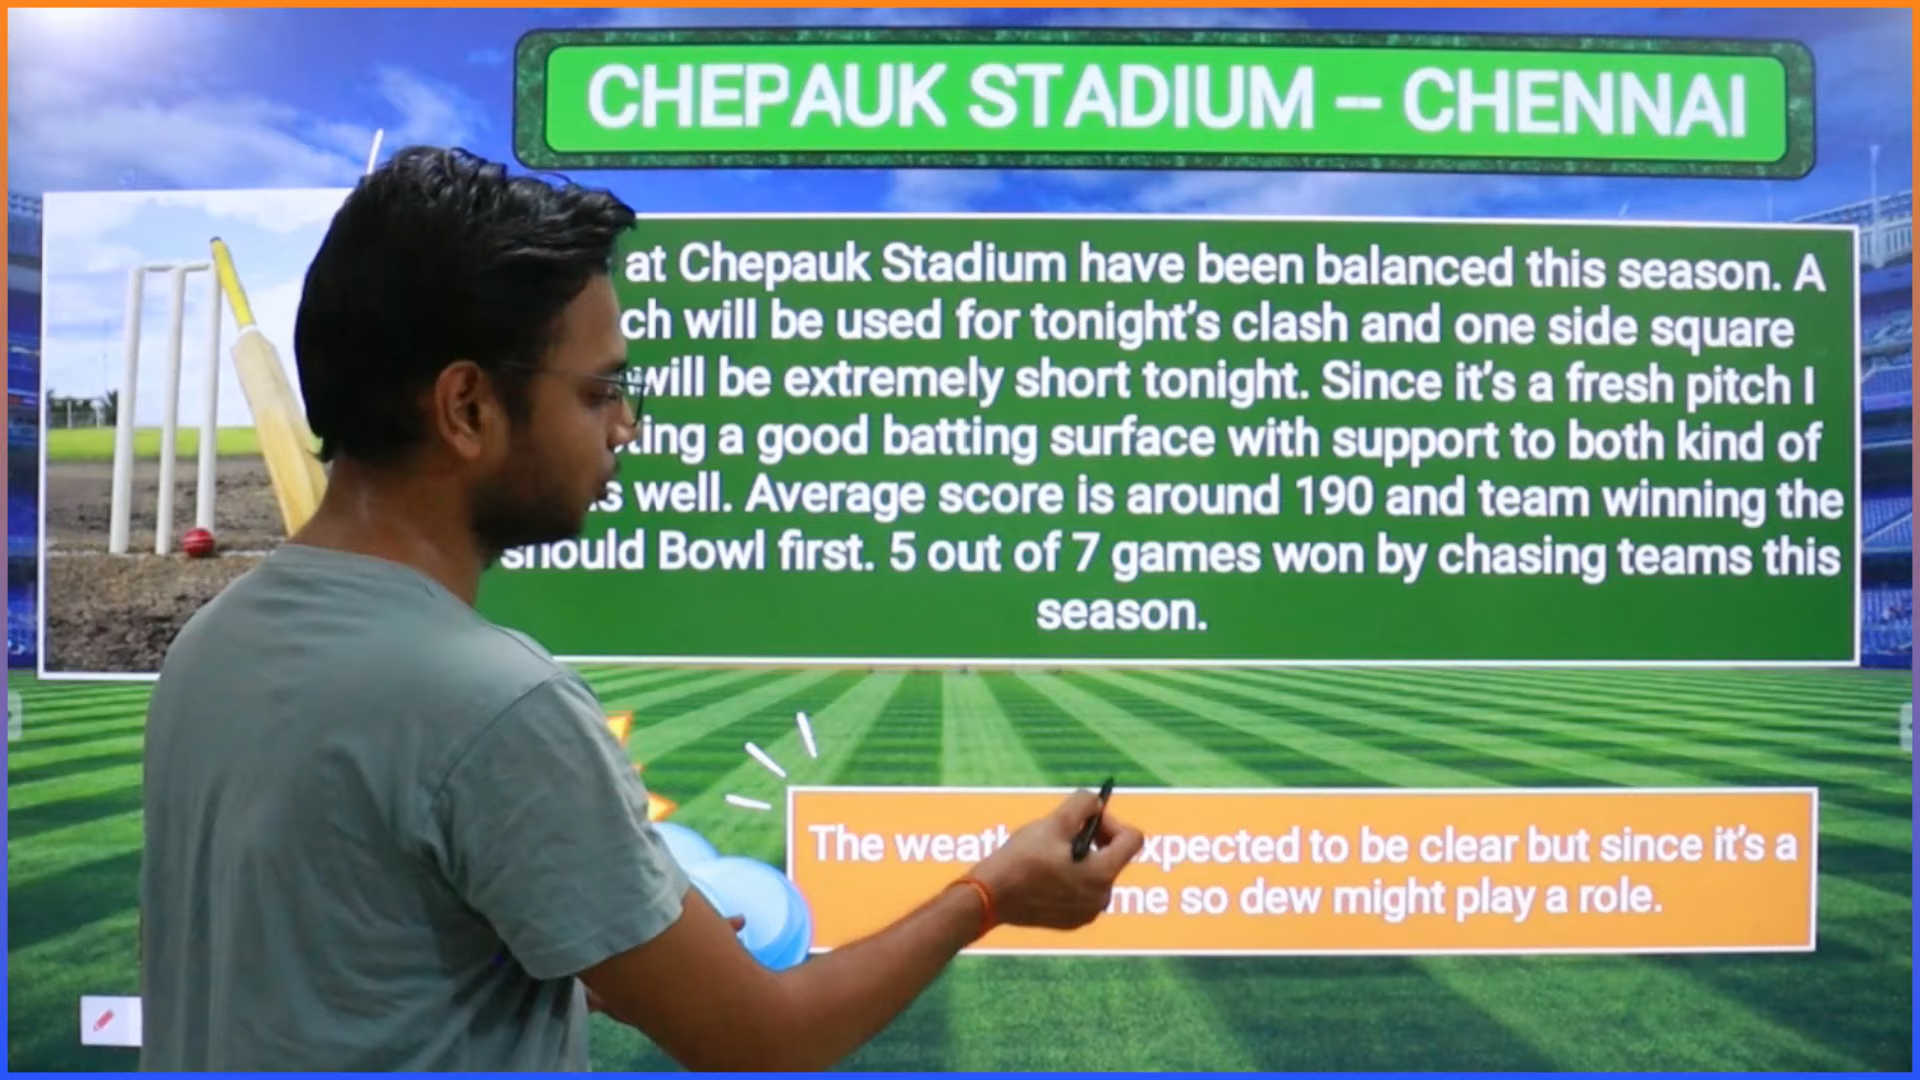 CHEPAUK STADIUM -- CHENNAI
at Chepauk Stadium have been balanced this season. A
will be used for tonight's clash and one side square
will be extremely short tonight. Since it's a fresh pitch I
a good batting surface with support to both kind of
well. Average score is around 190 and team winning the
should Bowl first. 5 out of 7 games won by chasing teams this
season.
The expected to be clear but since it's a
so dew might play a role.